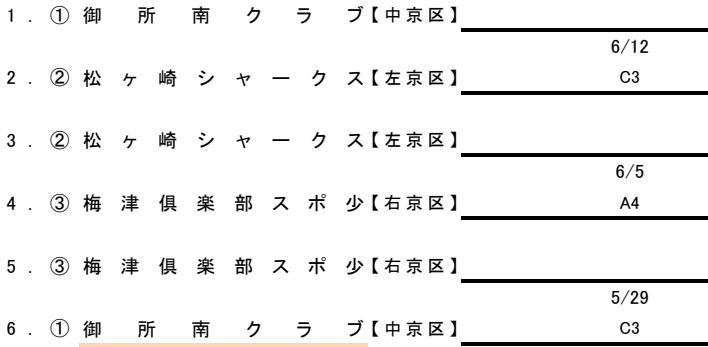 1. ① 御所南クラブ【中京区】
6/12
2. ② 松ヶ崎シャークス【左京区】 C3
3. ② 松ヶ崎シャークス【左京区】
6/5
4. ③ 梅津倶楽部スポ少【右京区】 A4
5. ③ 梅津倶楽部スポ少【右京区】
5/29
6. ① 御所南クラブ【中京区】 C3